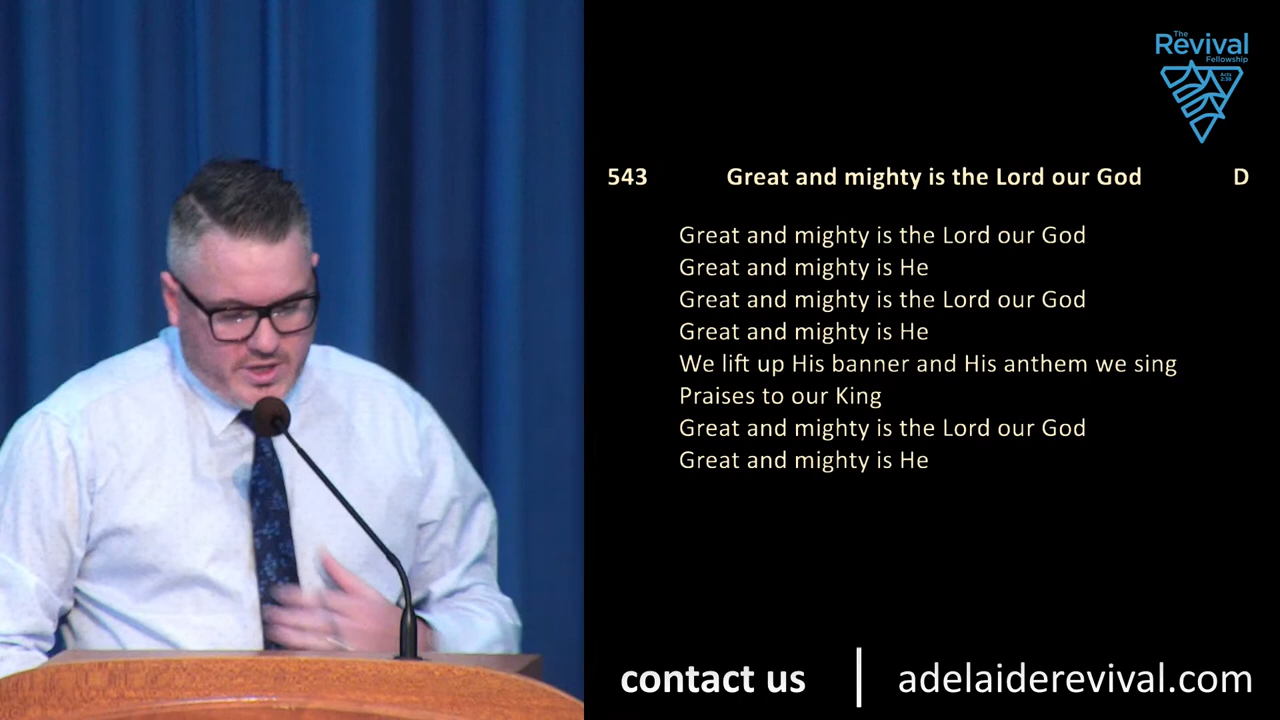 The
Revival
Fellowship
Acts
2:38
543 Great and mighty is the Lord our God D
Great and mighty is the Lord our God
Great and mighty is He
Great and mighty is the Lord our God
Great and mighty is He
We lift up His banner and His anthem we sing
Praises to our King
Great and mighty is the Lord our God
Great and mighty is He
contact us | adelaiderevival.com